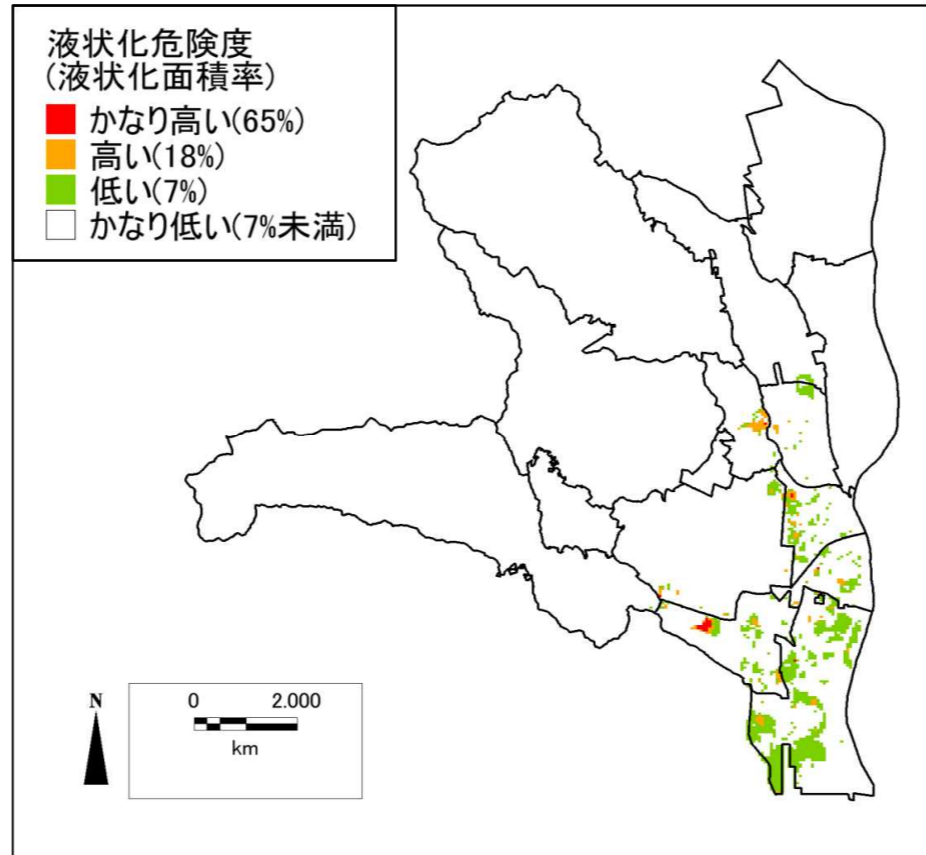 液状化危険度
(液状化面積率)
かなり高い(65%)
高い(18%)
低い(7%)
かなり低い(7%未満)
N
0 2.000
km